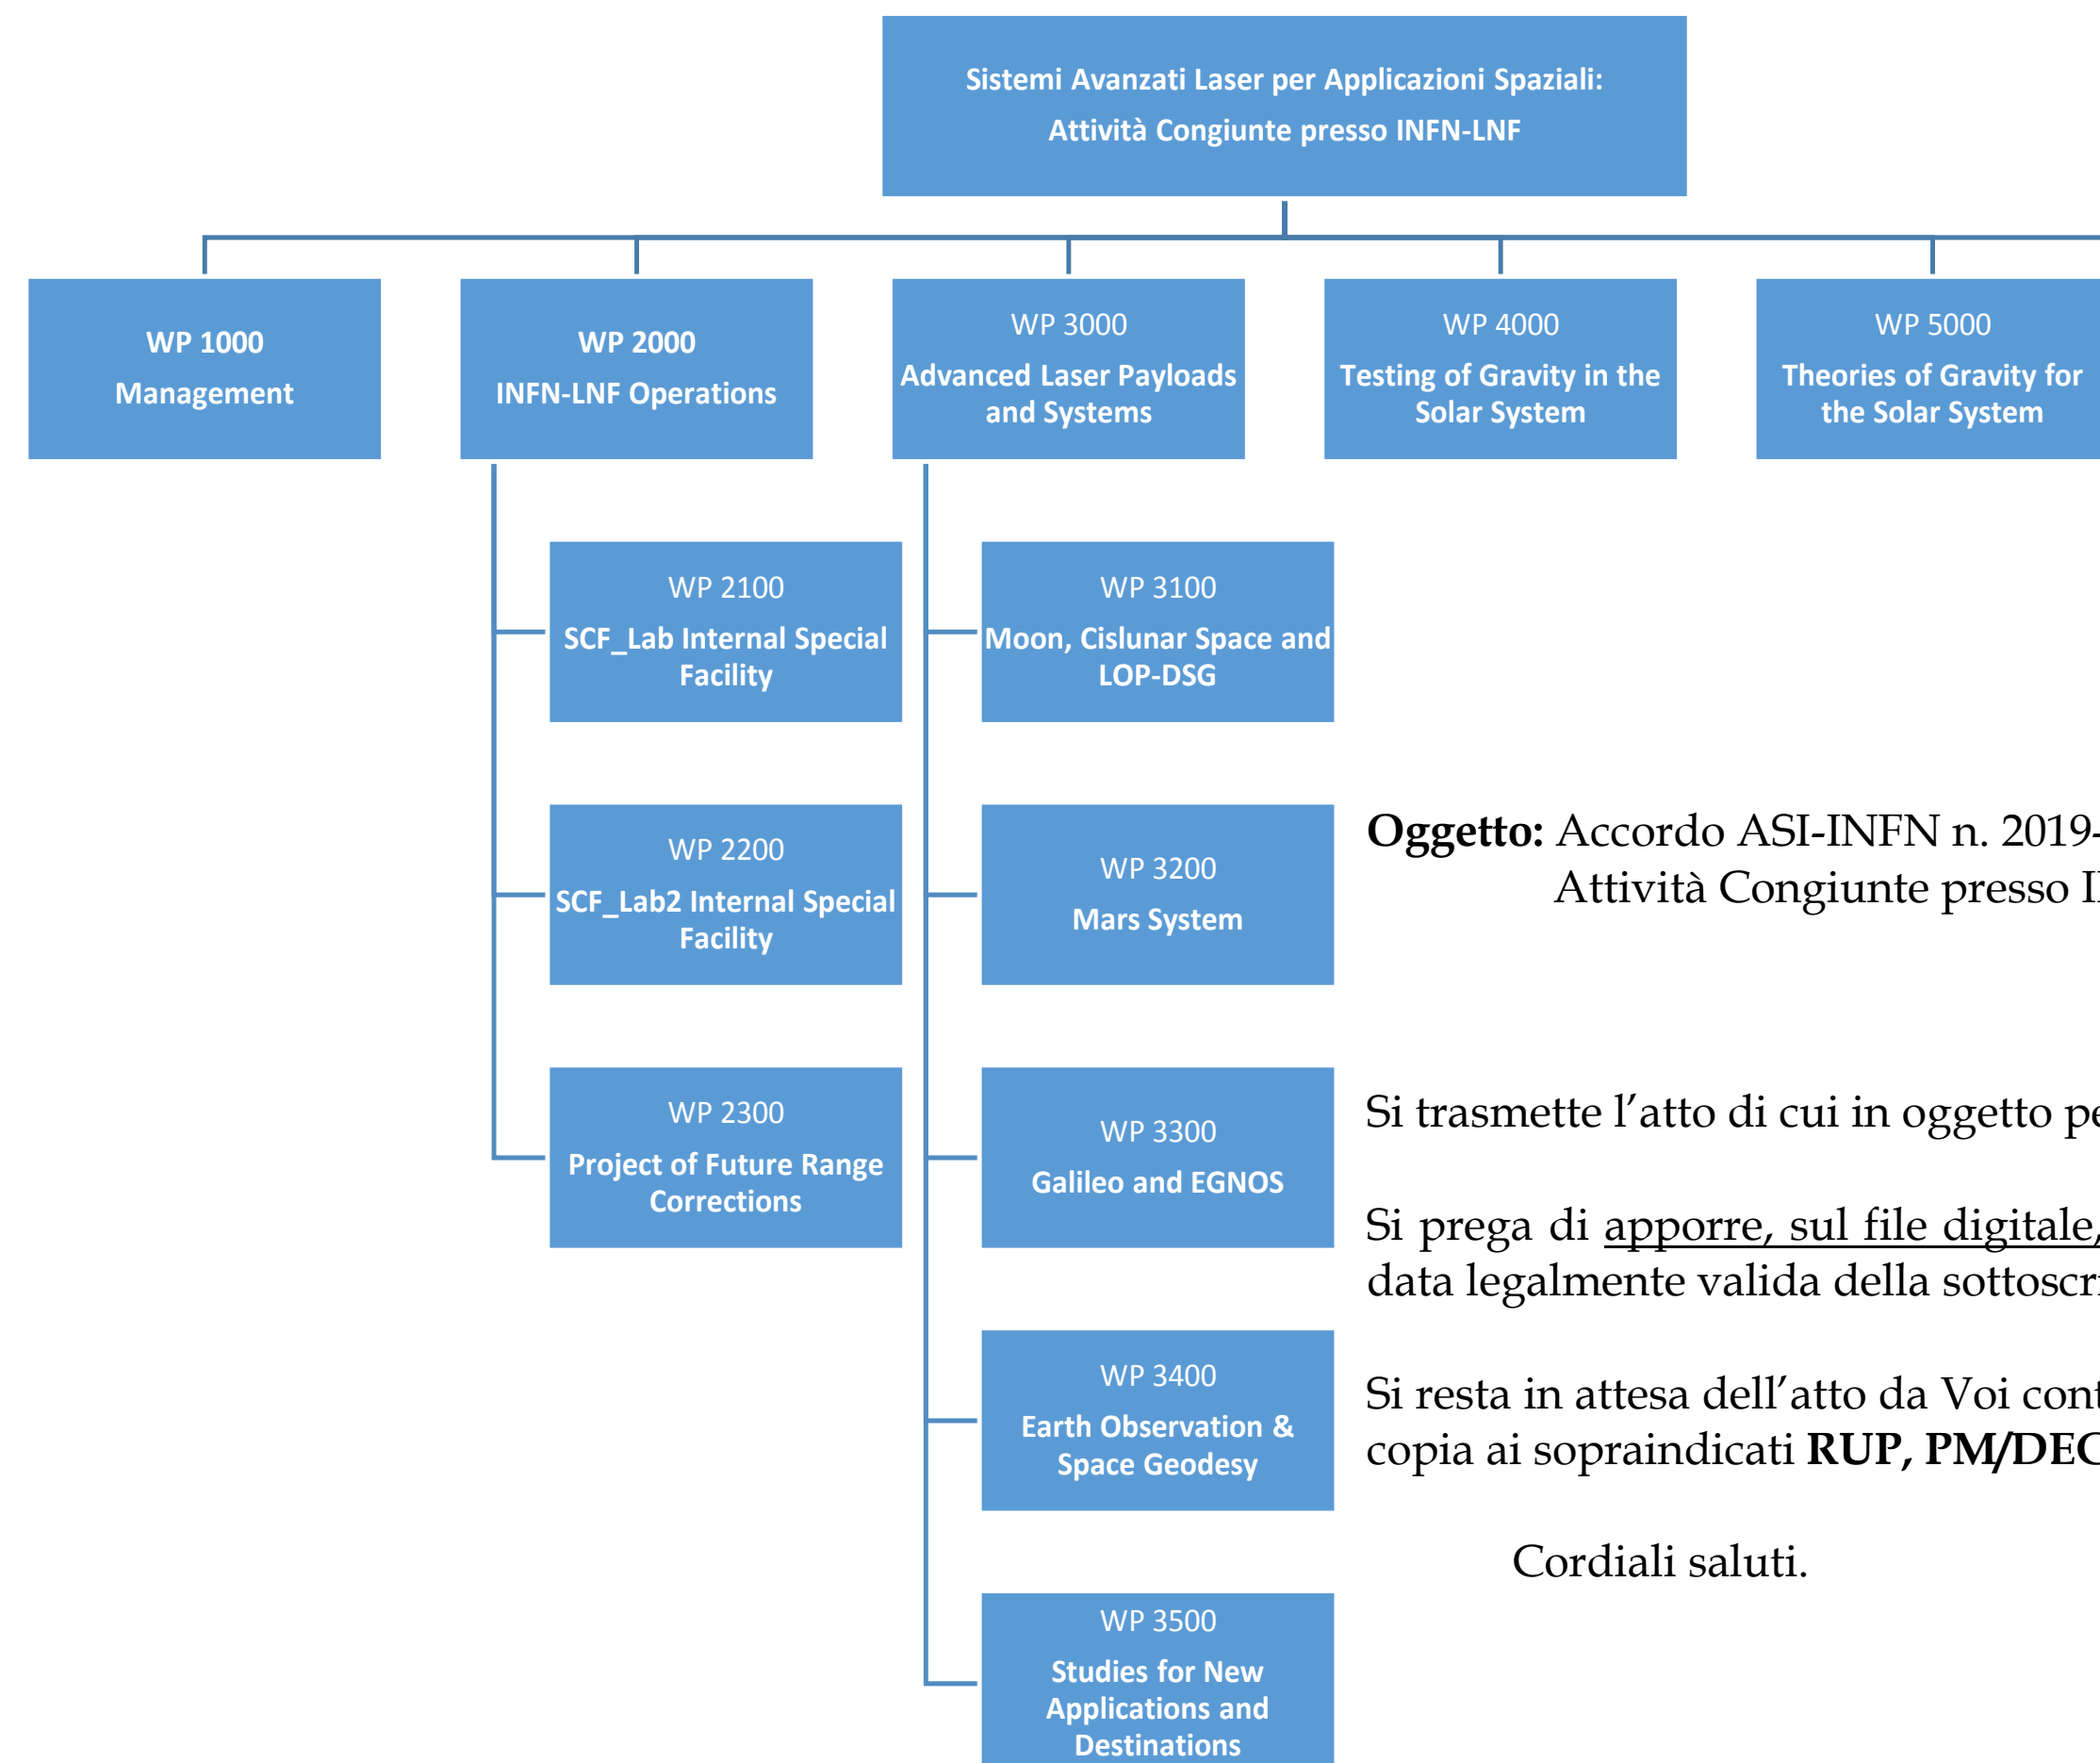 Sistemi Avanzati Laser per Applicazioni Spaziali:
Attività Congiunte presso INFN-LNF
WP 1000
Management
WP 2000
INFN-LNF Operations
WP 3000
Advanced Laser Payloads
and Systems
WP 4000
Testing of Gravity in the
Solar System
WP 5000
Theories of Gravity for
the Solar System
WP 2100
SCF_Lab Internal Special
Facility
WP 2200
SCF_Lab2 Internal Special
Facility
WP 2300
Project of Future Range
Corrections
WP 3100
Moon, Cislunar Space and
LOP-DSG
WP 3200
Mars System
WP 3300
Galileo and EGNOS
WP 3400
Earth Observation &
Space Geodesy
WP 3500
Studies for New
Applications and
Destinations
Oggetto: Accordo ASI-INFN n. 2019-
Attività Congiunte presso
Si trasmette l’atto di cui in oggetto
Si prega di apporre, sul file digitale,
data legalmente valida della
Si resta in attesa dell’atto da Voi
copia ai sopraindicati RUP, PM/DEC
Cordiali saluti.